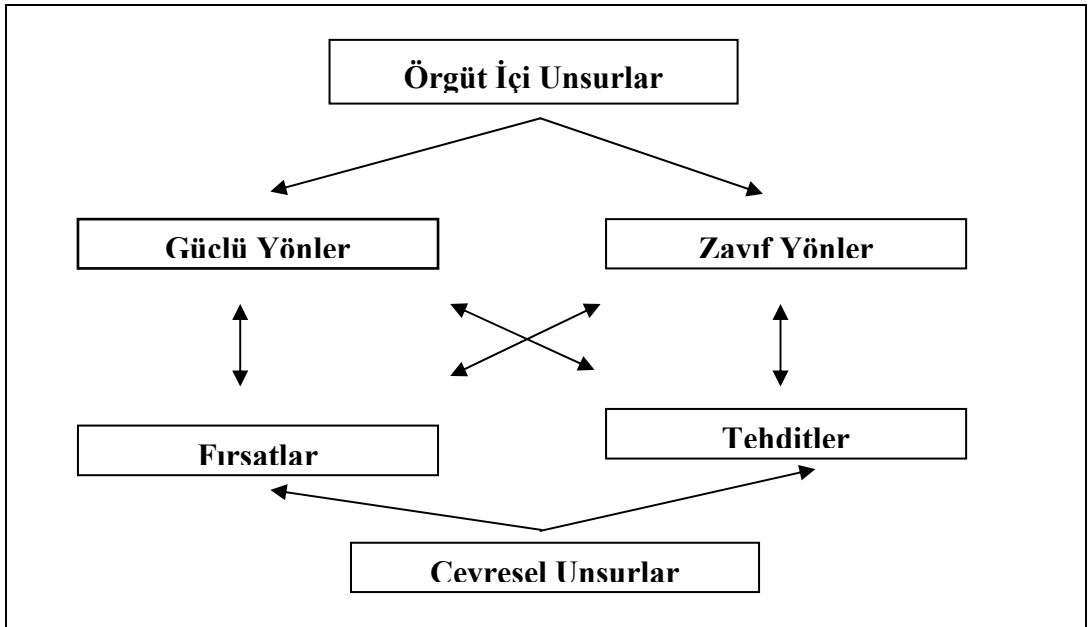 Örgüt İçi Unsurlar
Güçlü Yönler
Zayıf Yönler
Fırsatlar
Tehditler
Çevresel Unsurlar